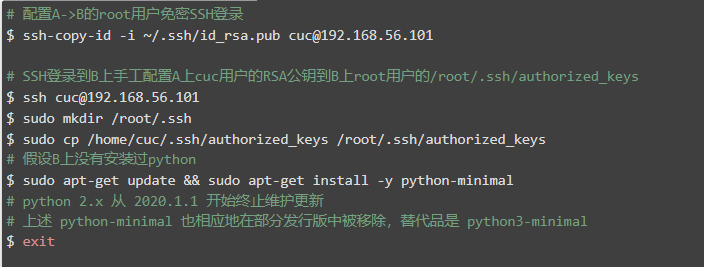 # 配置A->B的root用户免密SSH登录
$ ssh-copy-id -i ~/.ssh/id_rsa.pub cuc@192.168.56.101
# SSH登录到B上手工配置A上cuc用户的RSA公钥到B上root用户的/root/.ssh/authorized_keys
$ ssh cuc@192.168.56.101
$ sudo mkdir /root/.ssh
$ sudo cp /home/cuc/.ssh/authorized_keys /root/.ssh/authorized_keys
# 假设B上没有安装过python
$ sudo apt-get update && sudo apt-get install -y python-minimal
# python 2.x 从 2020.1.1 开始终止维护更新
# 上述 python-minimal 也相应地在部分发行版中被移除，替代品是 python3-minimal
$ exit